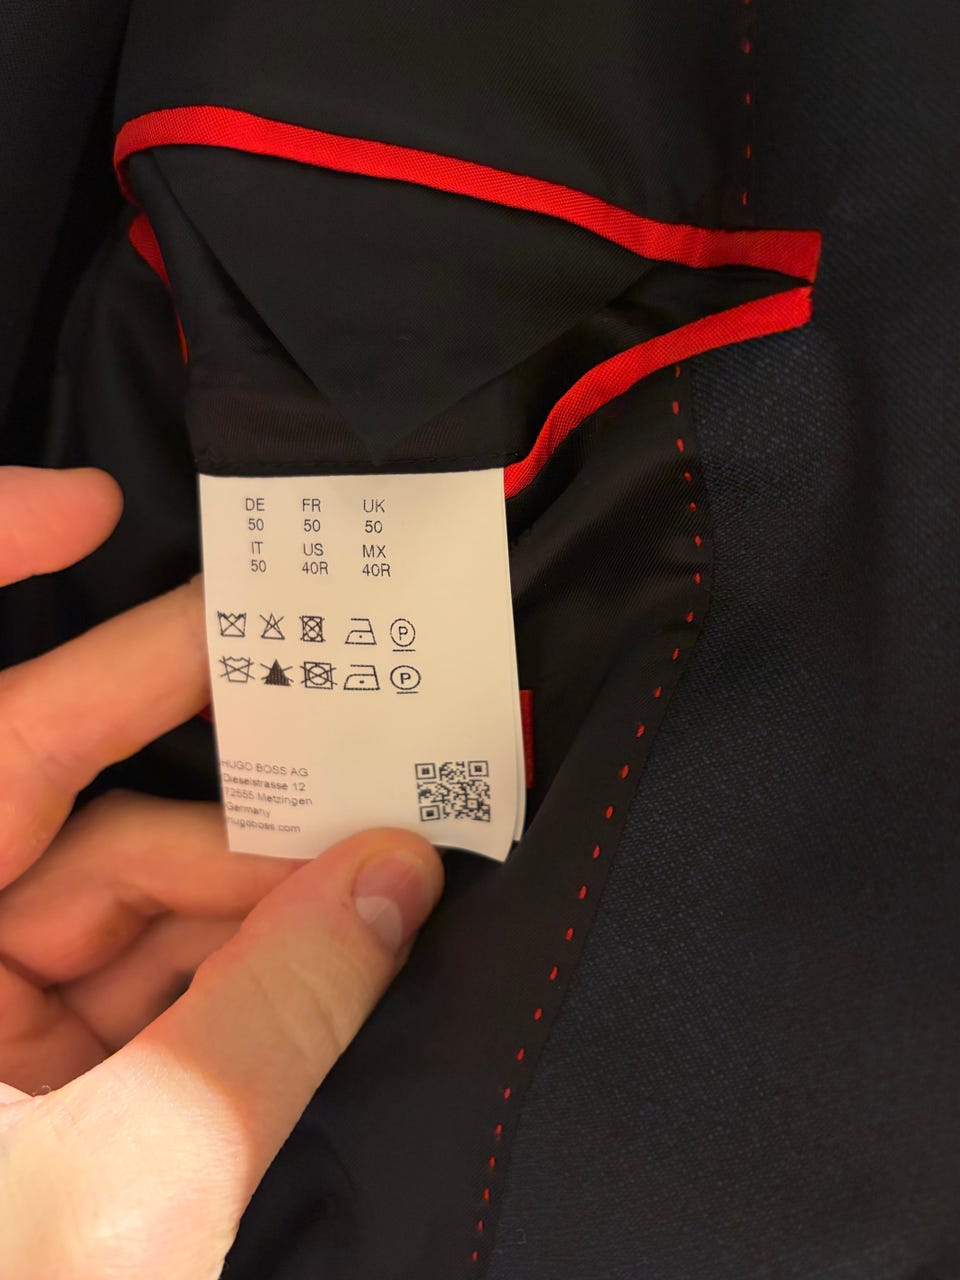 DE FR UK
50 50 50
IT US MX
50 40R 40R
P
P
HUGO BOSS AG
Dieselstrasse 12
72555 Metzingen
Germany
hugoboss.com